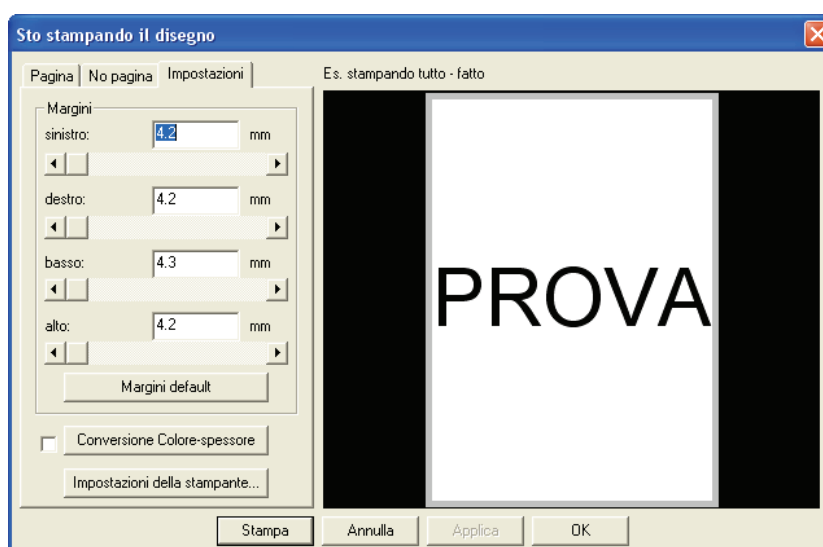 Sto stampando il disegno
Pagina No pagina Impostazioni
Es. stampando tutto - fatto
Margini
sinistro: 4.2 mm
destro: 4.2 mm
basso: 4.3 mm
alto: 4.2 mm
Margini default
Conversione Colore-spessore
Impostazioni della stampante...
PROVA
Stampa Annulla Applica OK